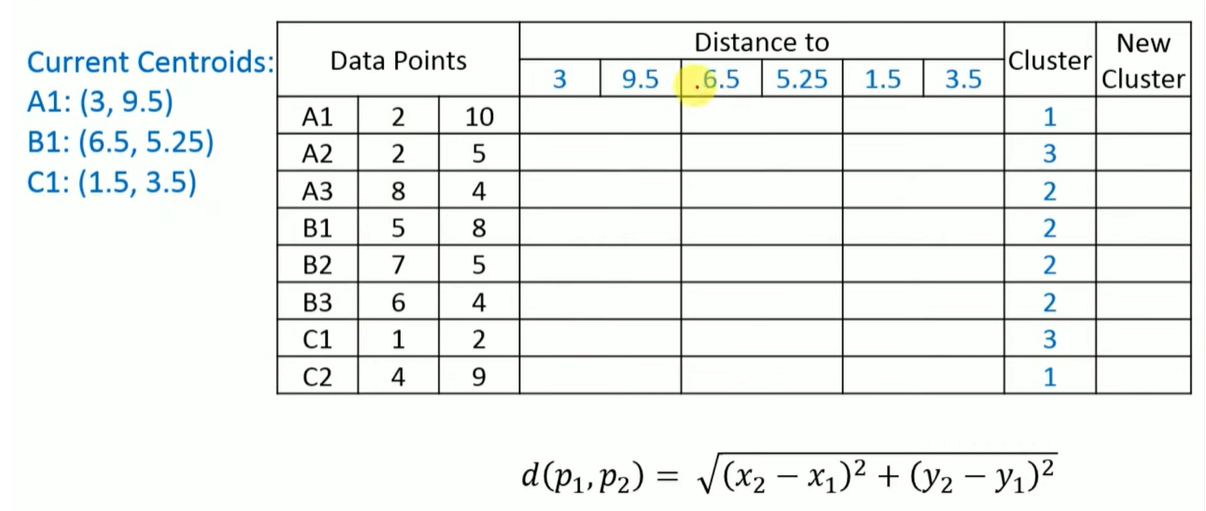 Current Centroids:
A1: (3, 9.5)
B1: (6.5, 5.25)
C1: (1.5, 3.5)
Data Points Distance to Cluster New Cluster
3 9.5 .6.5 5.25 1.5 3.5
A1 2 10 1
A2 2 5 3
A3 8 4 2
B1 5 8 2
B2 7 5 2
B3 6 4 2
C1 1 2 3
C2 4 9 1
d(p₁, p₂) = √(x₂ − x₁)² + (y₂ − y₁)²